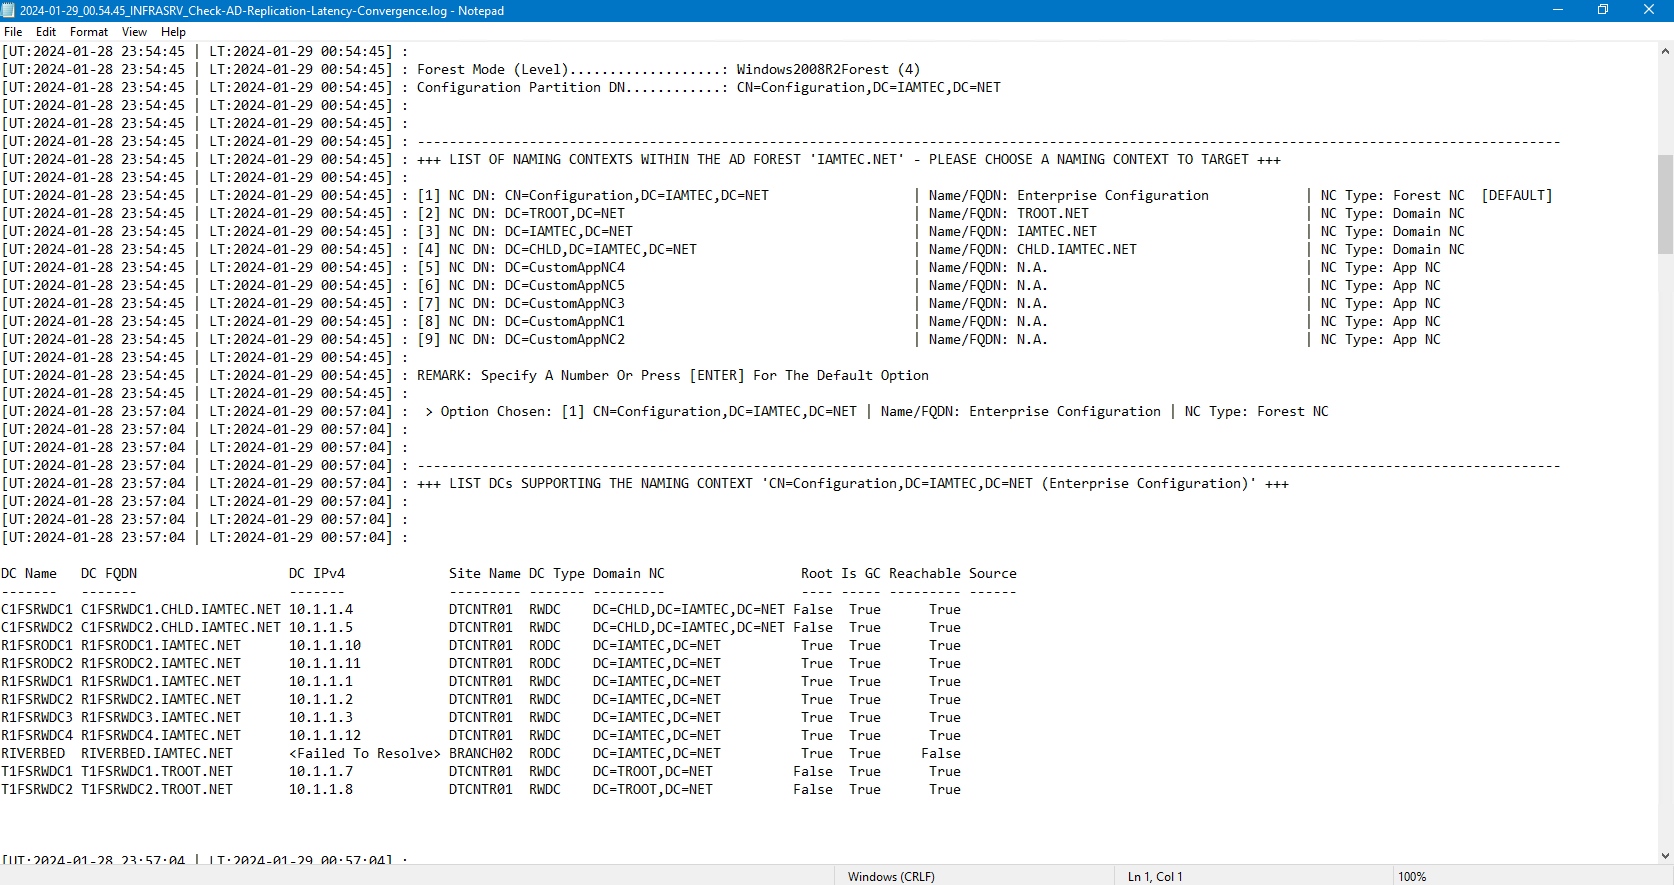 2024-01-29_00.54.45_INFRASRV_Check-AD-Replication-Latency-Convergence.log - Notepad
File Edit Format View Help
[UT:2024-01-28 23:54:45 | LT:2024-01-29 00:54:45] :
[UT:2024-01-28 23:54:45 | LT:2024-01-29 00:54:45] : Forest Mode (Level)...................: Windows2008R2Forest (4)
[UT:2024-01-28 23:54:45 | LT:2024-01-29 00:54:45] : Configuration Partition DN............: CN=Configuration,DC=IAMTEC,DC=NET
[UT:2024-01-28 23:54:45 | LT:2024-01-29 00:54:45] :
[UT:2024-01-28 23:54:45 | LT:2024-01-29 00:54:45] :
[UT:2024-01-28 23:54:45 | LT:2024-01-29 00:54:45] : -----------------------------------------------------------------------------------------------------------------------------------------------
[UT:2024-01-28 23:54:45 | LT:2024-01-29 00:54:45] : +++ LIST OF NAMING CONTEXTS WITHIN THE AD FOREST 'IAMTEC.NET' - PLEASE CHOOSE A NAMING CONTEXT TO TARGET +++
[UT:2024-01-28 23:54:45 | LT:2024-01-29 00:54:45] :
[UT:2024-01-28 23:54:45 | LT:2024-01-29 00:54:45] : [1] NC DN: CN=Configuration,DC=IAMTEC,DC=NET | Name/FQDN: Enterprise Configuration | NC Type: Forest NC [DEFAULT]
[UT:2024-01-28 23:54:45 | LT:2024-01-29 00:54:45] : [2] NC DN: DC=TROOT,DC=NET | Name/FQDN: TROOT.NET | NC Type: Domain NC
[UT:2024-01-28 23:54:45 | LT:2024-01-29 00:54:45] : [3] NC DN: DC=IAMTEC,DC=NET | Name/FQDN: IAMTEC.NET | NC Type: Domain NC
[UT:2024-01-28 23:54:45 | LT:2024-01-29 00:54:45] : [4] NC DN: DC=CHLD,DC=IAMTEC,DC=NET | Name/FQDN: CHLD.IAMTEC.NET | NC Type: Domain NC
[UT:2024-01-28 23:54:45 | LT:2024-01-29 00:54:45] : [5] NC DN: DC=CustomAppNC4 | Name/FQDN: N.A. | NC Type: App NC
[UT:2024-01-28 23:54:45 | LT:2024-01-29 00:54:45] : [6] NC DN: DC=CustomAppNC5 | Name/FQDN: N.A. | NC Type: App NC
[UT:2024-01-28 23:54:45 | LT:2024-01-29 00:54:45] : [7] NC DN: DC=CustomAppNC3 | Name/FQDN: N.A. | NC Type: App NC
[UT:2024-01-28 23:54:45 | LT:2024-01-29 00:54:45] : [8] NC DN: DC=CustomAppNC1 | Name/FQDN: N.A. | NC Type: App NC
[UT:2024-01-28 23:54:45 | LT:2024-01-29 00:54:45] : [9] NC DN: DC=CustomAppNC2 | Name/FQDN: N.A. | NC Type: App NC
[UT:2024-01-28 23:54:45 | LT:2024-01-29 00:54:45] :
[UT:2024-01-28 23:54:45 | LT:2024-01-29 00:54:45] : REMARK: Specify A Number Or Press [ENTER] For The Default Option
[UT:2024-01-28 23:54:45 | LT:2024-01-29 00:54:45] :
[UT:2024-01-28 23:57:04 | LT:2024-01-29 00:57:04] :  > Option Chosen: [1] CN=Configuration,DC=IAMTEC,DC=NET | Name/FQDN: Enterprise Configuration | NC Type: Forest NC
[UT:2024-01-28 23:57:04 | LT:2024-01-29 00:57:04] :
[UT:2024-01-28 23:57:04 | LT:2024-01-29 00:57:04] :
[UT:2024-01-28 23:57:04 | LT:2024-01-29 00:57:04] : -----------------------------------------------------------------------------------------------------------------------------------------------
[UT:2024-01-28 23:57:04 | LT:2024-01-29 00:57:04] : +++ LIST DCs SUPPORTING THE NAMING CONTEXT 'CN=Configuration,DC=IAMTEC,DC=NET (Enterprise Configuration)' +++
[UT:2024-01-28 23:57:04 | LT:2024-01-29 00:57:04] :
[UT:2024-01-28 23:57:04 | LT:2024-01-29 00:57:04] :
[UT:2024-01-28 23:57:04 | LT:2024-01-29 00:57:04] :
DC Name DC FQDN DC IPv4 Site Name DC Type Domain NC Root Is GC Reachable Source
------- ------- ------- --------- ------- --------- ---- ----- --------- ------
C1FSRWDC1 C1FSRWDC1.CHLD.IAMTEC.NET 10.1.1.4 DTCNTR01 RWDC DC=CHLD,DC=IAMTEC,DC=NET False True True
C1FSRWDC2 C1FSRWDC2.CHLD.IAMTEC.NET 10.1.1.5 DTCNTR01 RWDC DC=CHLD,DC=IAMTEC,DC=NET False True True
R1FSRODC1 R1FSRODC1.IAMTEC.NET 10.1.1.10 DTCNTR01 RODC DC=IAMTEC,DC=NET True True True
R1FSRODC2 R1FSRODC2.IAMTEC.NET 10.1.1.11 DTCNTR01 RODC DC=IAMTEC,DC=NET True True True
R1FSRWDC1 R1FSRWDC1.IAMTEC.NET 10.1.1.1 DTCNTR01 RWDC DC=IAMTEC,DC=NET True True True
R1FSRWDC2 R1FSRWDC2.IAMTEC.NET 10.1.1.2 DTCNTR01 RWDC DC=IAMTEC,DC=NET True True True
R1FSRWDC3 R1FSRWDC3.IAMTEC.NET 10.1.1.3 DTCNTR01 RWDC DC=IAMTEC,DC=NET True True True
R1FSRWDC4 R1FSRWDC4.IAMTEC.NET 10.1.1.12 DTCNTR01 RWDC DC=IAMTEC,DC=NET True True True
RIVERBED RIVERBED.IAMTEC.NET <Failed To Resolve> BRANCH02 RODC DC=IAMTEC,DC=NET True True False
T1FSRWDC1 T1FSRWDC1.TROOT.NET 10.1.1.7 DTCNTR01 RWDC DC=TROOT,DC=NET False True True
T1FSRWDC2 T1FSRWDC2.TROOT.NET 10.1.1.8 DTCNTR01 RWDC DC=TROOT,DC=NET False True True
[UT:2024-01-28 23:57:04 | LT:2024-01-29 00:57:04] :
Windows (CRLF) Ln 1, Col 1 100%